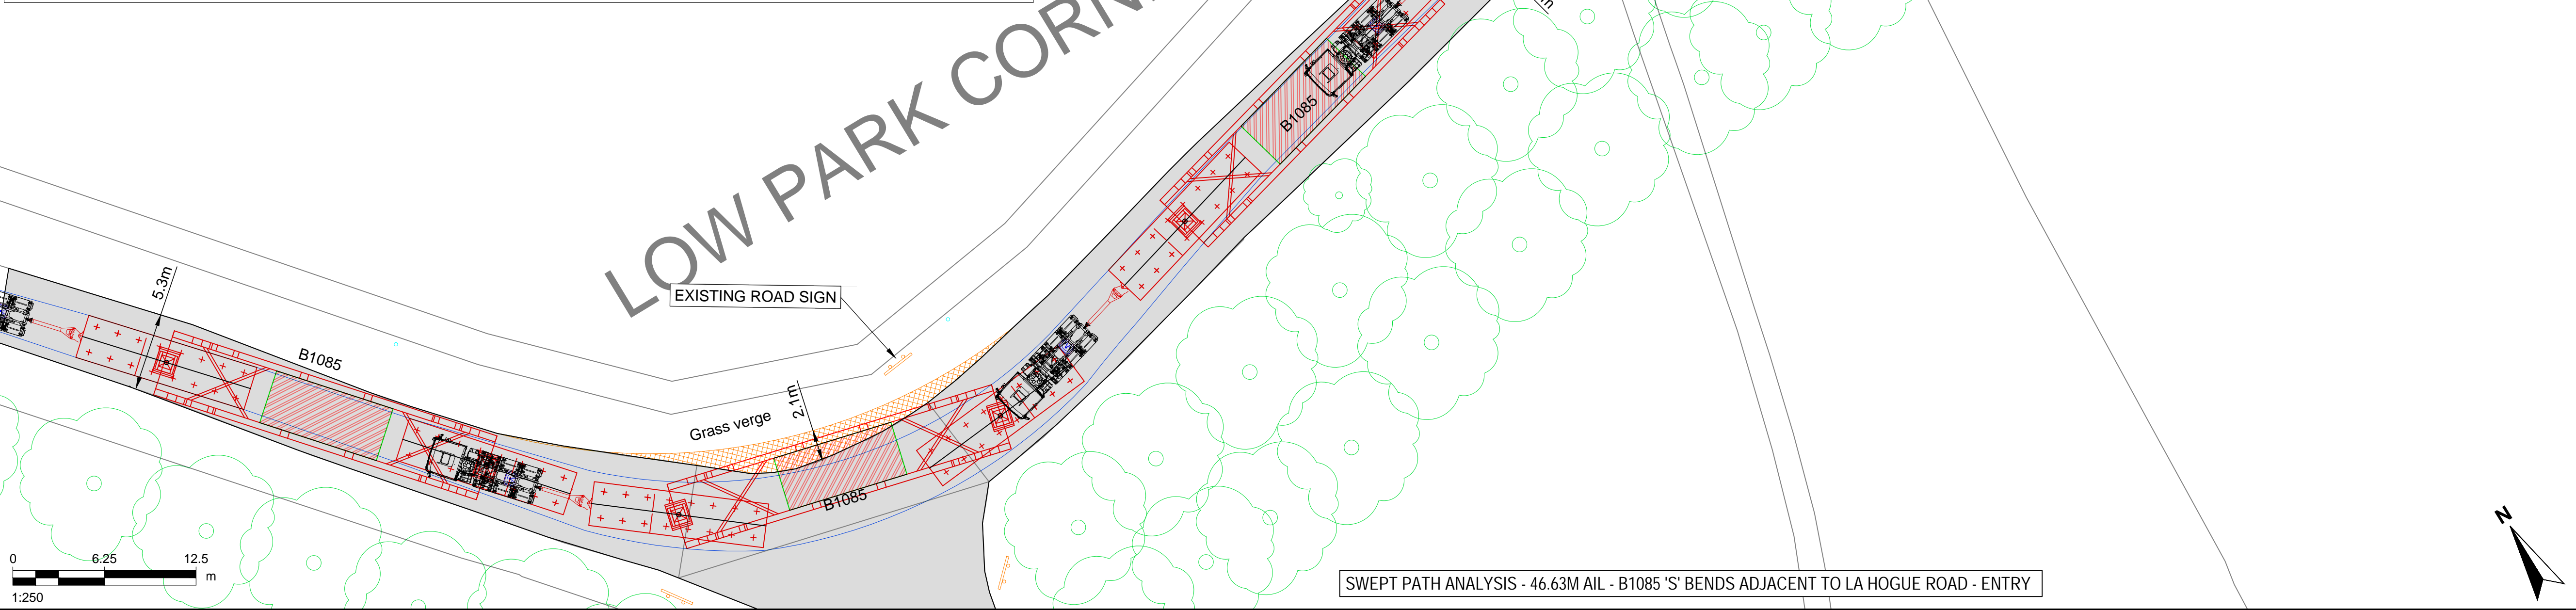 LOW PARK CORN
m
B1085
5.3m
EXISTING ROAD SIGN
B1085
2.1m
Grass verge
B1085
0 6.25 12.5
m
1:250
N
SWEPT PATH ANALYSIS - 46.63M AIL - B1085 'S' BENDS ADJACENT TO LA HOGUE ROAD - ENTRY